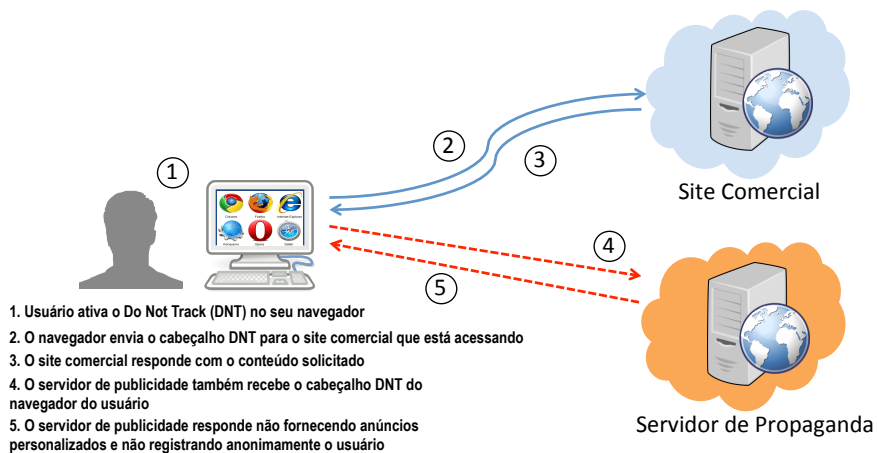 2
3
1
Site Comercial
Chrome Firefox Internet Explorer
Konqueror Opera Safari
4
5
1. Usuário ativa o Do Not Track (DNT) no seu navegador
2. O navegador envia o cabeçalho DNT para o site comercial que está acessando
3. O site comercial responde com o conteúdo solicitado
4. O servidor de publicidade também recebe o cabeçalho DNT do
navegador do usuário
5. O servidor de publicidade responde não fornecendo anúncios
personalizados e não registrando anonimamente o usuário
Servidor de Propaganda